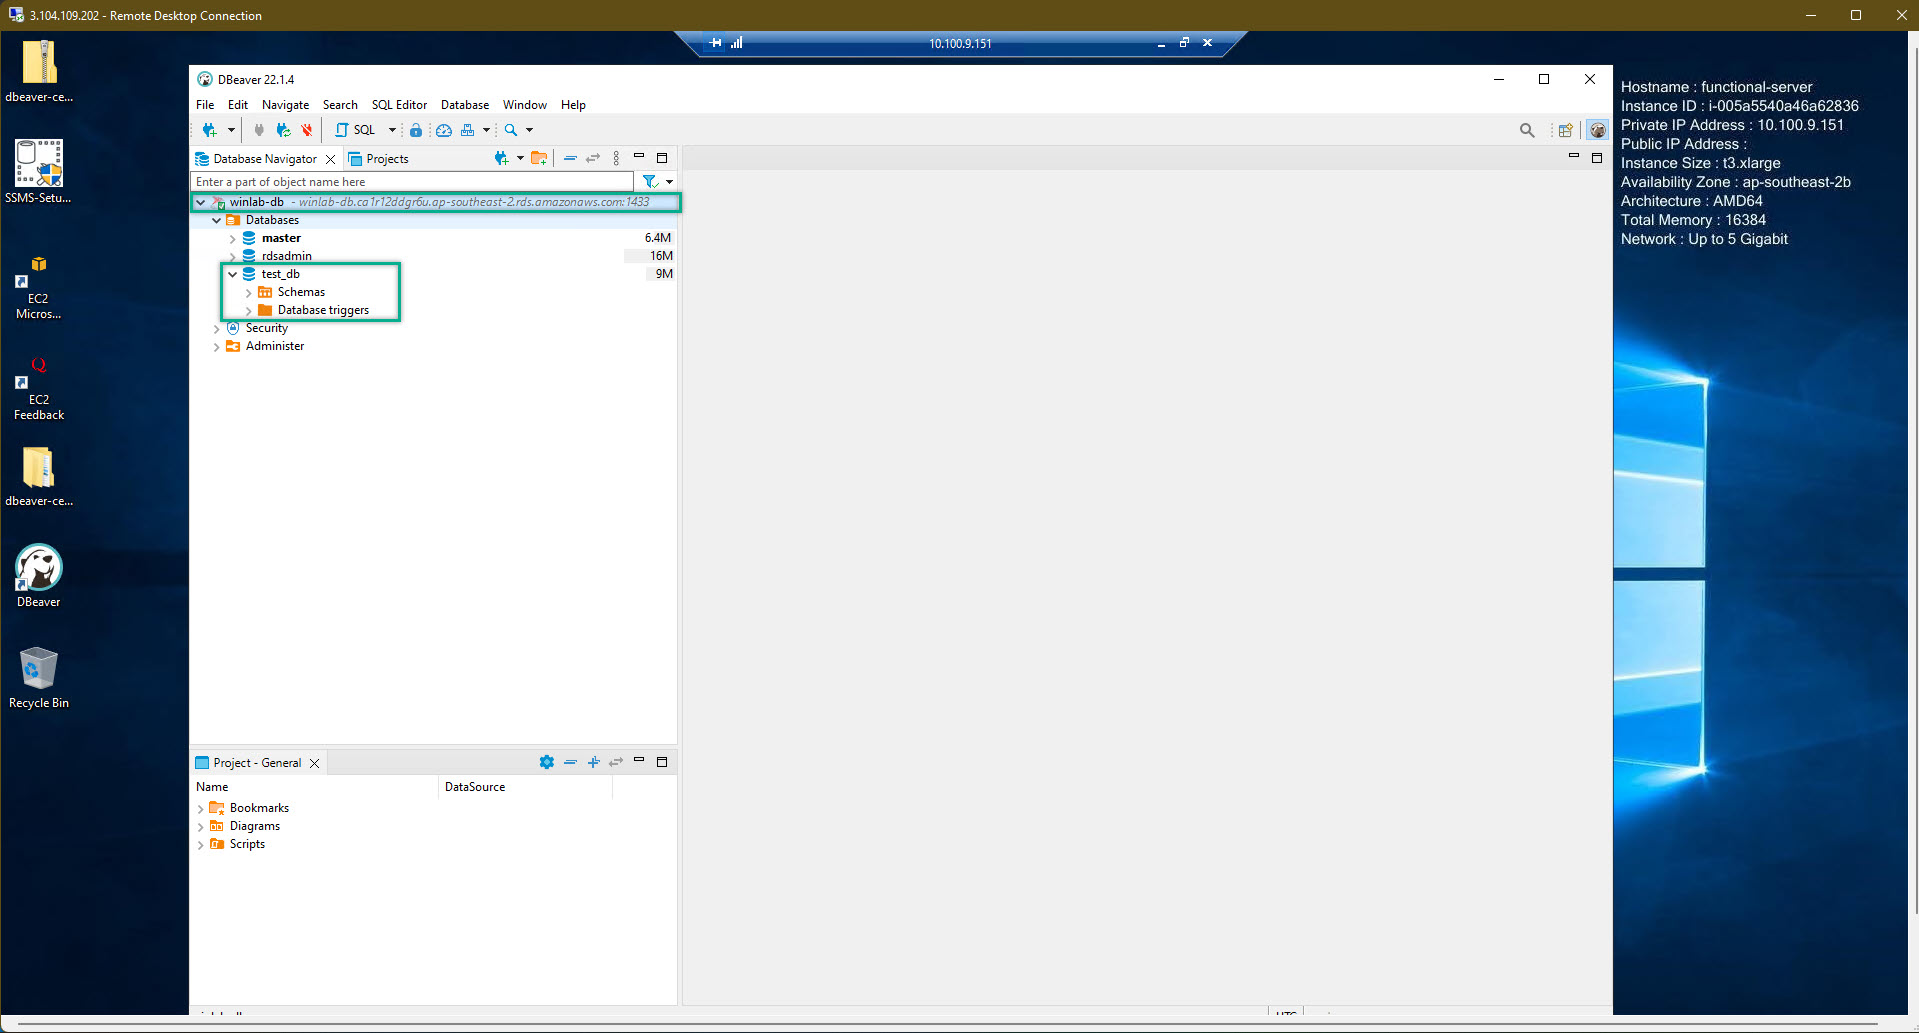 3.104.109.202 - Remote Desktop Connection
10.100.9.151
dbeaver-ce...
SSMS-Setu...
EC2
Micros...
EC2
Feedback
dbeaver-ce...
DBeaver
Recycle Bin
DBeaver 22.1.4
File Edit Navigate Search SQL Editor Database Window Help
SQL
Database Navigator Projects
Enter a part of object name here
winlab-db - winlab-db.ca1r12ddgr6u.ap-southeast-2.rds.amazonaws.com:1433
Databases
master 6.4M
rdsadmin 16M
test_db 9M
Schemas
Database triggers
Security
Administer
Project - General
Name DataSource
Bookmarks
Diagrams
Scripts
Hostname : functional-server
Instance ID : i-005a5540a46a62836
Private IP Address : 10.100.9.151
Public IP Address :
Instance Size : t3.xlarge
Availability Zone : ap-southeast-2b
Architecture : AMD64
Total Memory : 16384
Network : Up to 5 Gigabit